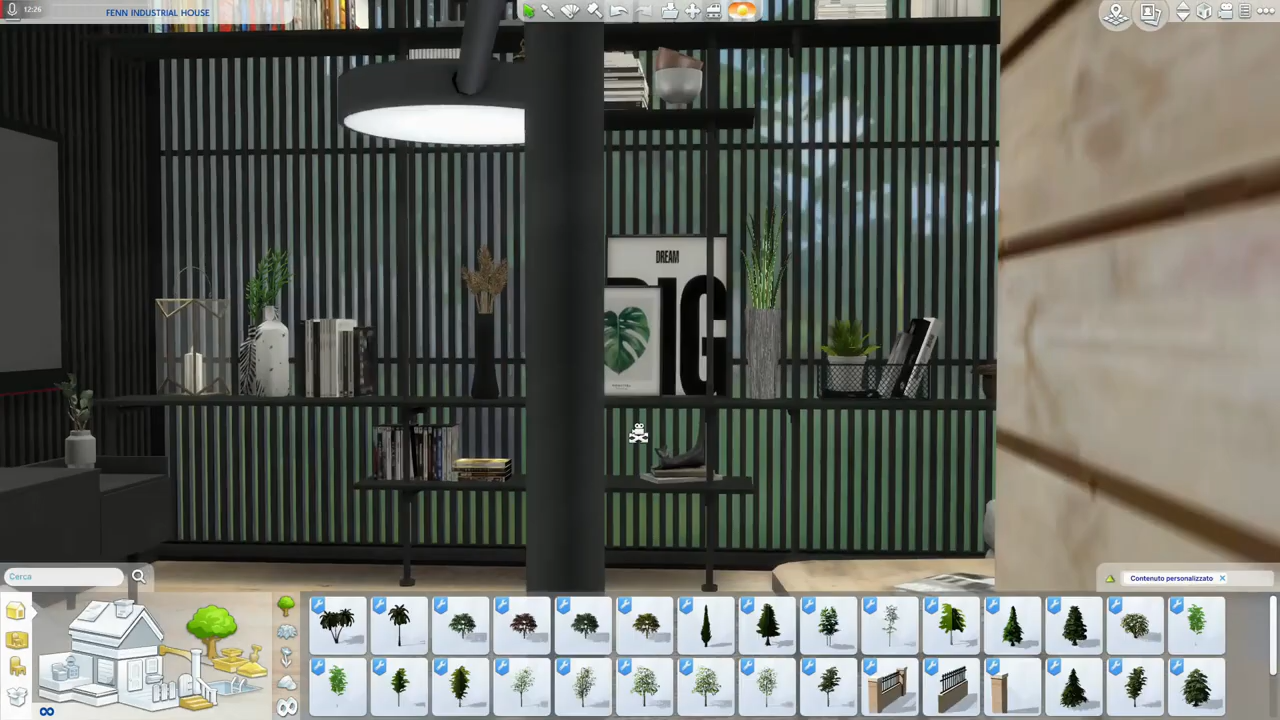 12:26
FENN INDUSTRIAL HOUSE
DREAM
BIG
Cerca
Contenuto personalizzato